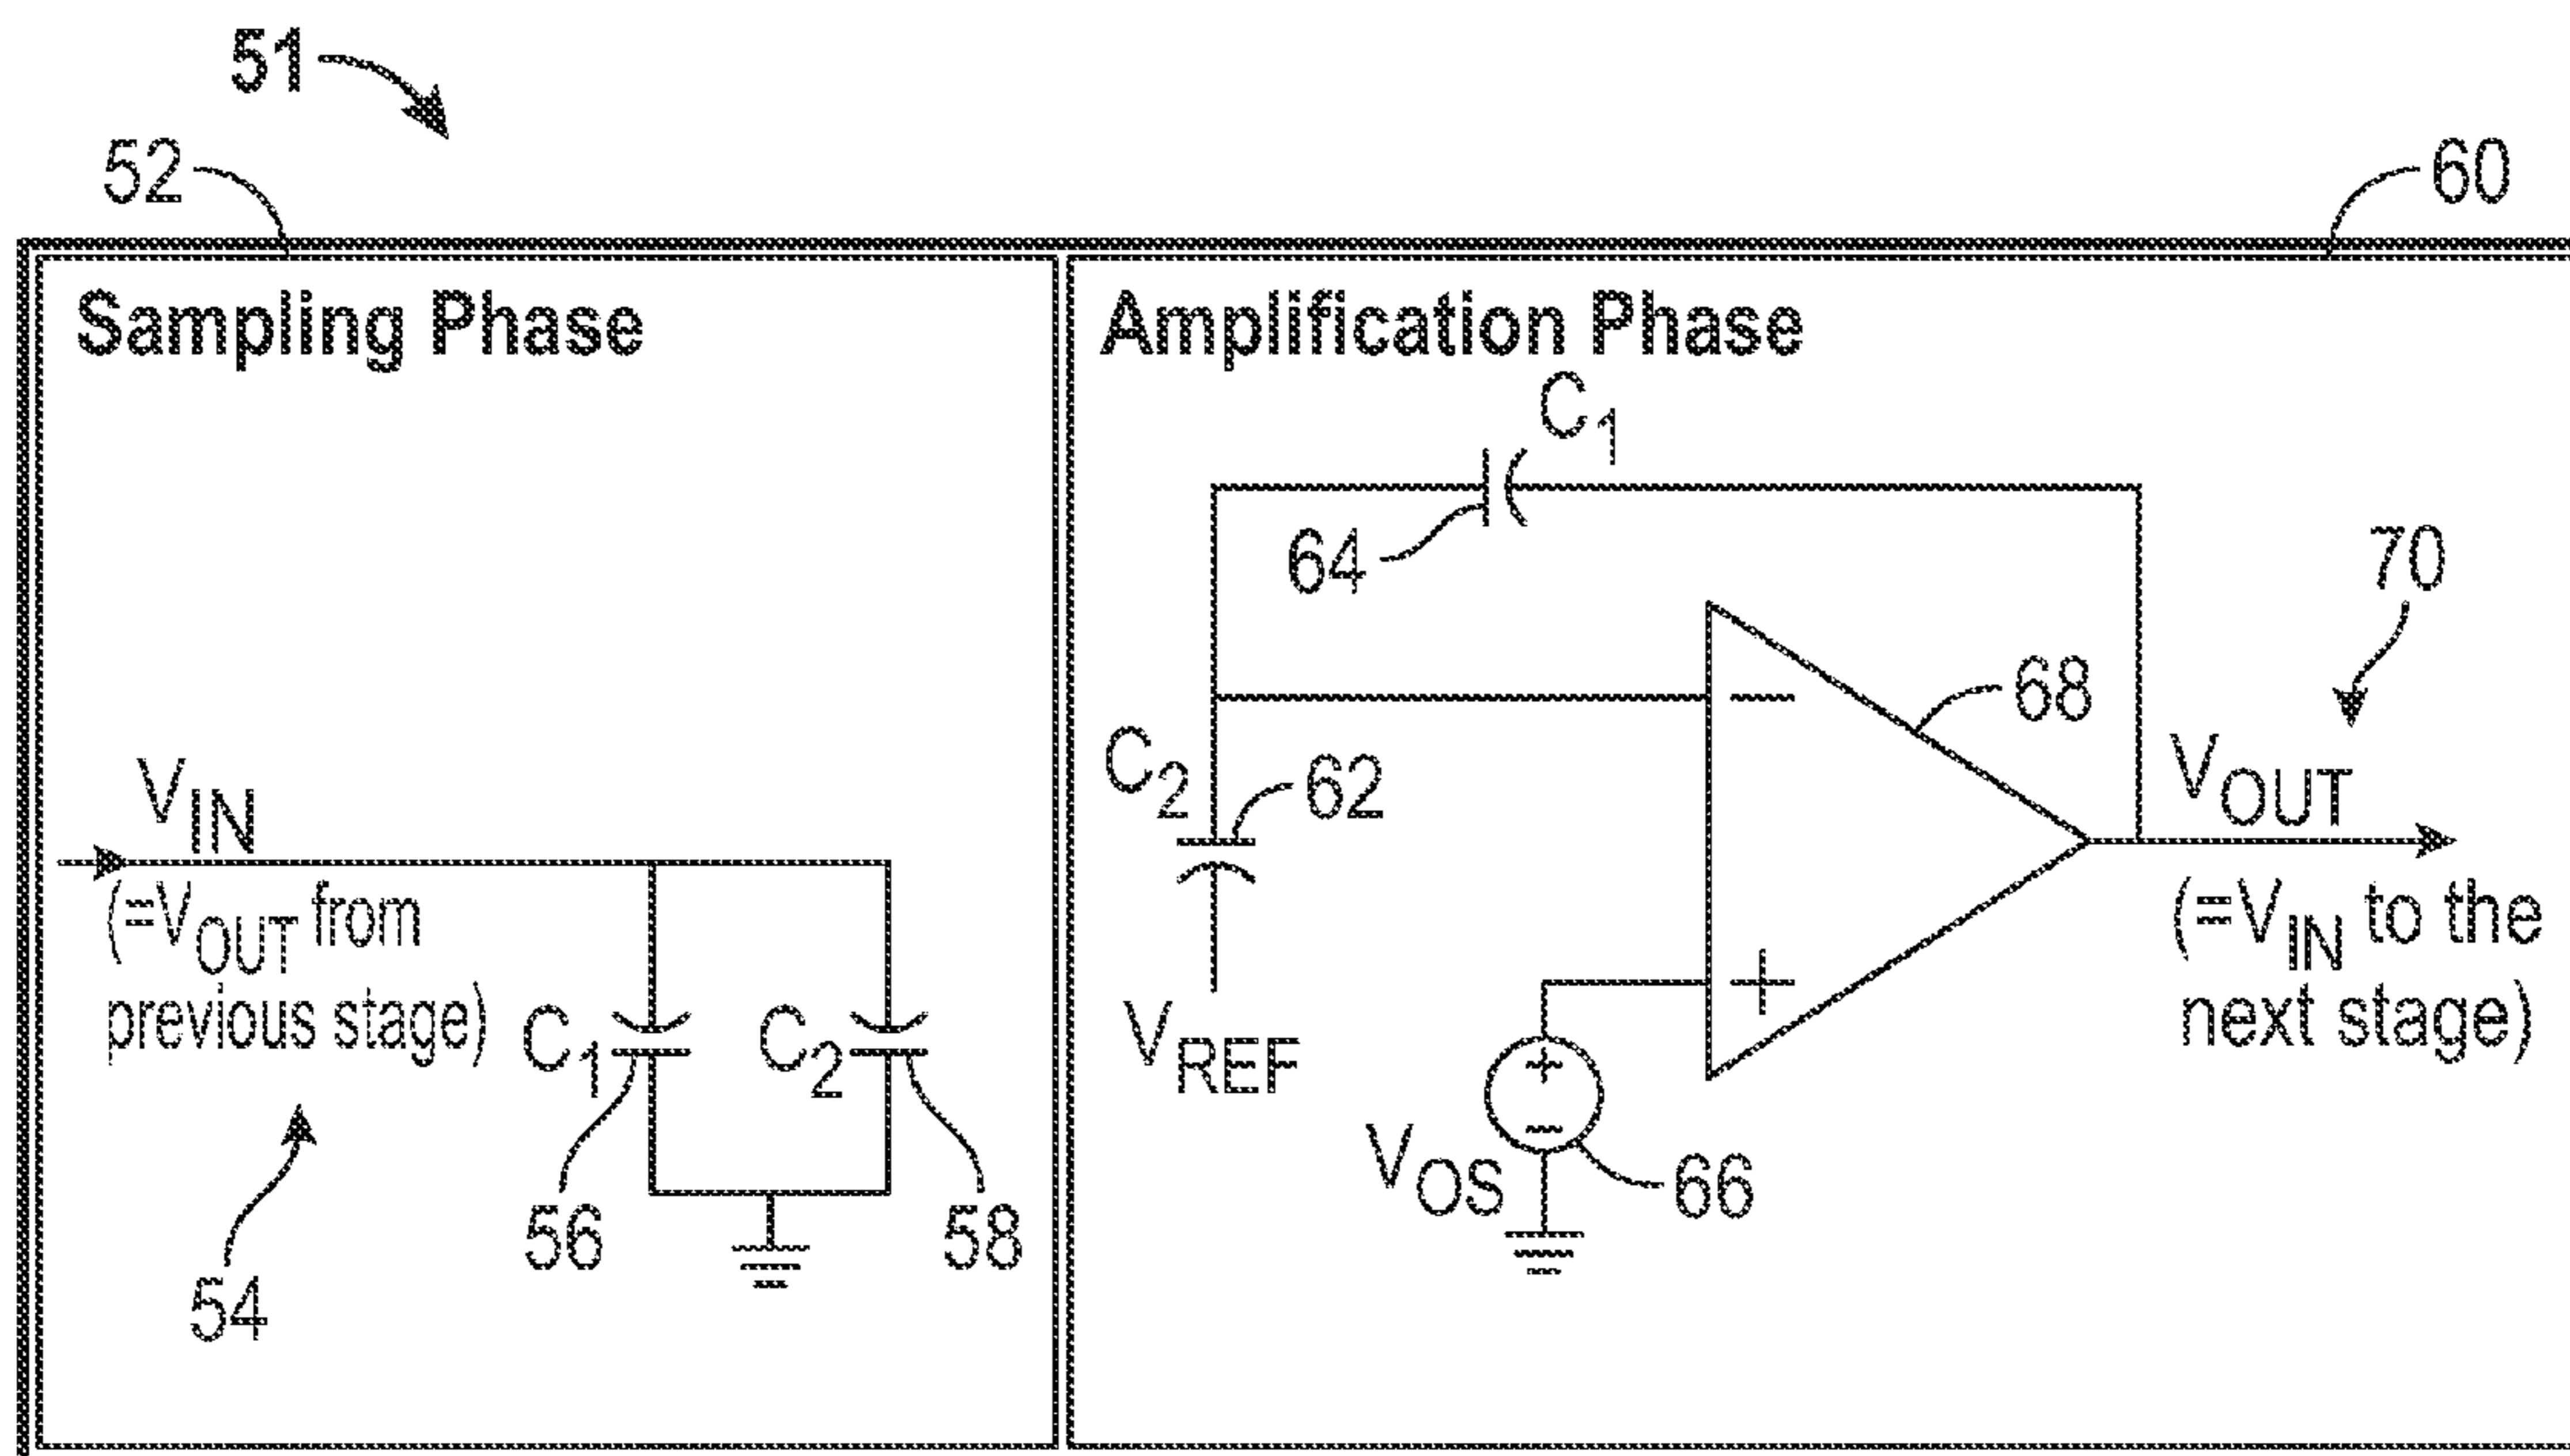 51
52
60
Sampling Phase
Amplification Phase
C1
64
70
68
C2
62
VIN
VOUT
(=VOUT from
previous stage)
(=VIN to the
next stage)
C1
C2
VREF
+
-
VOS
66
56
58
54